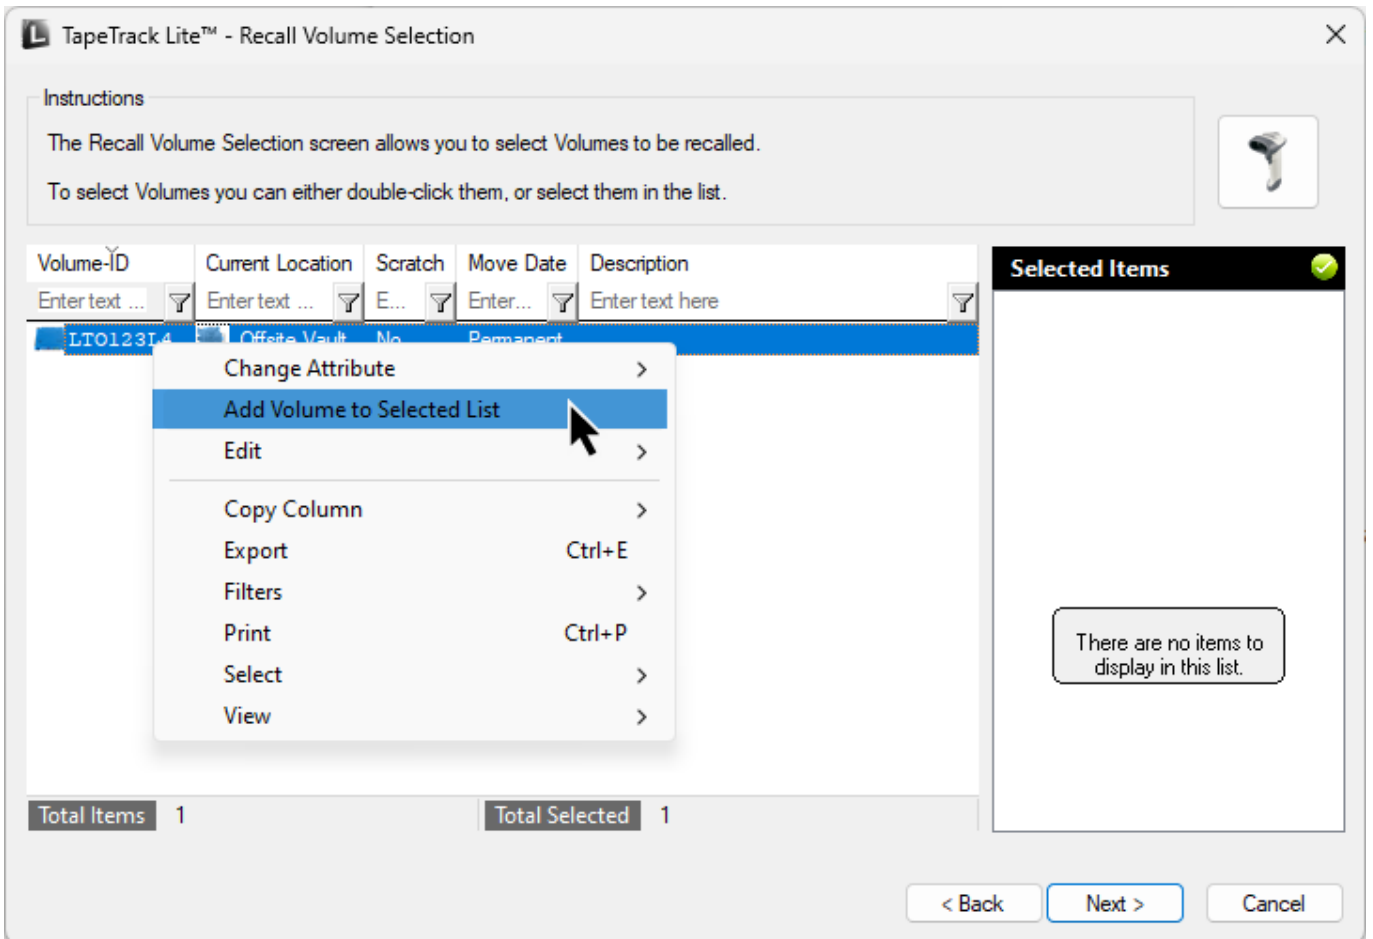 TapeTrack Lite™ - Recall Volume Selection
Instructions
The Recall Volume Selection screen allows you to select Volumes to be recalled.
To select Volumes you can either double-click them, or select them in the list.
Volume-ID Current Location Scratch Move Date Description
Enter text ... Enter text ... E... Enter... Enter text here
LTO123L4 Offsite Vault No Permanent
Change Attribute
Add Volume to Selected List
Edit
Copy Column
Export Ctrl+E
Filters
Print Ctrl+P
Select
View
Selected Items
There are no items to
display in this list.
Total Items 1 Total Selected 1
< Back Next > Cancel